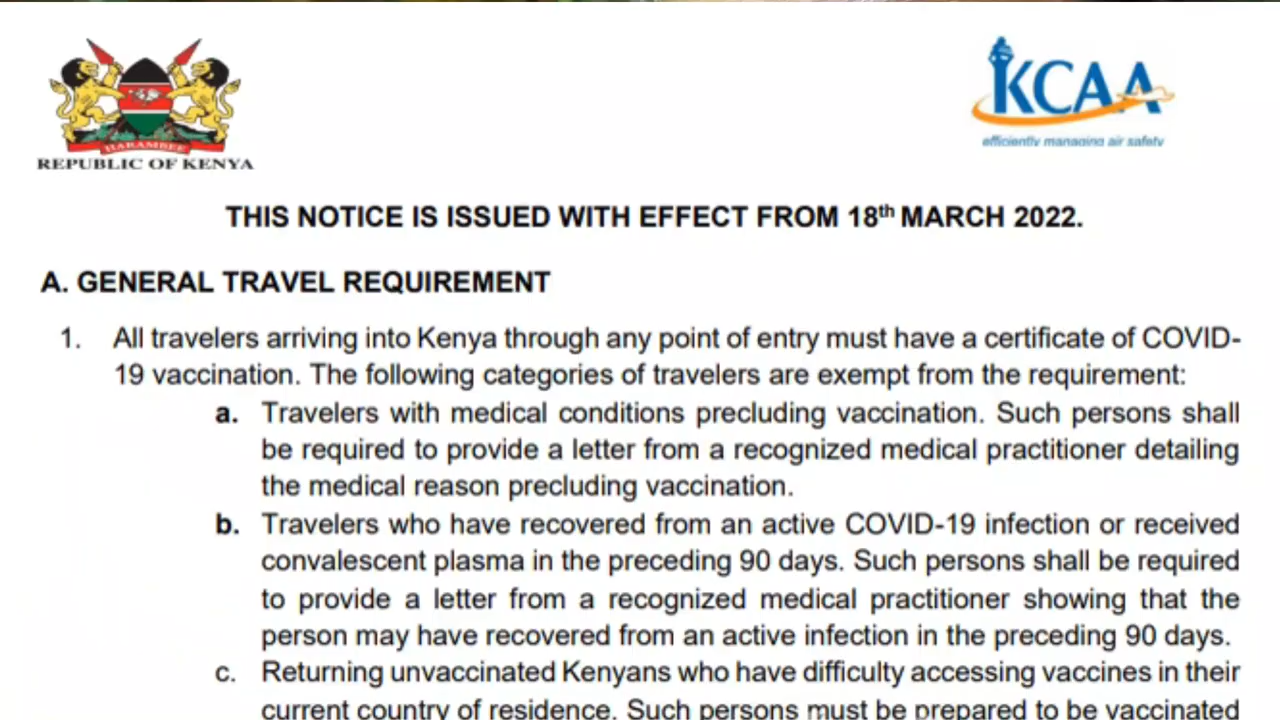 HARAMBEE
REPUBLIC OF KENYA
KCAA
efficiently managing air safety
THIS NOTICE IS ISSUED WITH EFFECT FROM 18th MARCH 2022.
A. GENERAL TRAVEL REQUIREMENT
1. All travelers arriving into Kenya through any point of entry must have a certificate of COVID-
19 vaccination. The following categories of travelers are exempt from the requirement:
a. Travelers with medical conditions precluding vaccination. Such persons shall
be required to provide a letter from a recognized medical practitioner detailing
the medical reason precluding vaccination.
b. Travelers who have recovered from an active COVID-19 infection or received
convalescent plasma in the preceding 90 days. Such persons shall be required
to provide a letter from a recognized medical practitioner showing that the
person may have recovered from an active infection in the preceding 90 days.
c. Returning unvaccinated Kenyans who have difficulty accessing vaccines in their
current country of residence. Such persons must be prepared to be vaccinated